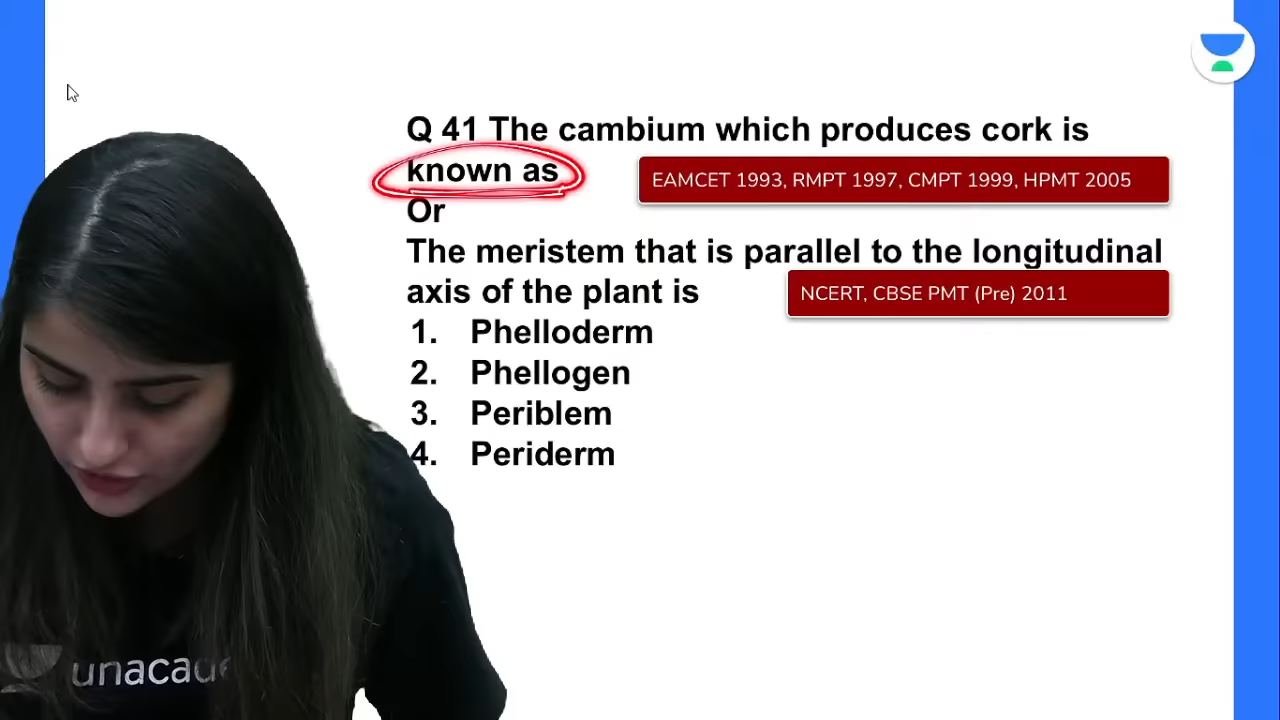 Q 41 The cambium which produces cork is
known as
EAMCET 1993, RMPT 1997, CMPT 1999, HPMT 2005
Or
The meristem that is parallel to the longitudinal
axis of the plant is
NCERT, CBSE PMT (Pre) 2011
1. Phelloderm
2. Phellogen
3. Periblem
4. Periderm
unacade